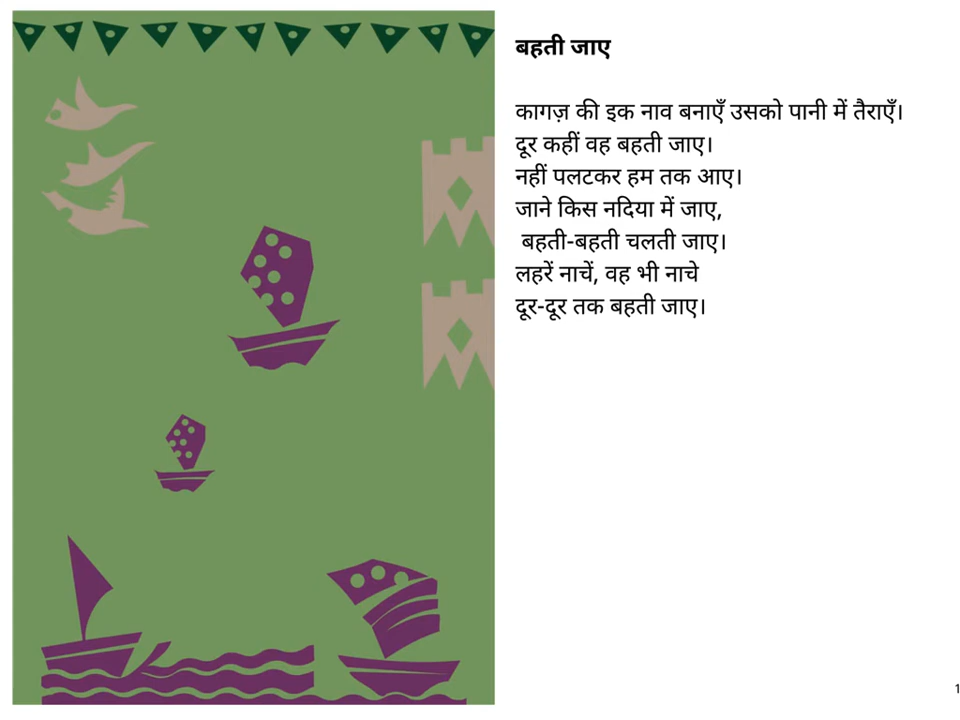 बहती जाए
कागज़ की इक नाव बनाएँ उसको पानी में तैराएँ।
दूर कहीं वह बहती जाए।
नहीं पलटकर हम तक आए।
जाने किस नदिया में जाए,
बहती-बहती चलती जाए।
लहरें नाचें, वह भी नाचे
दूर-दूर तक बहती जाए।
1